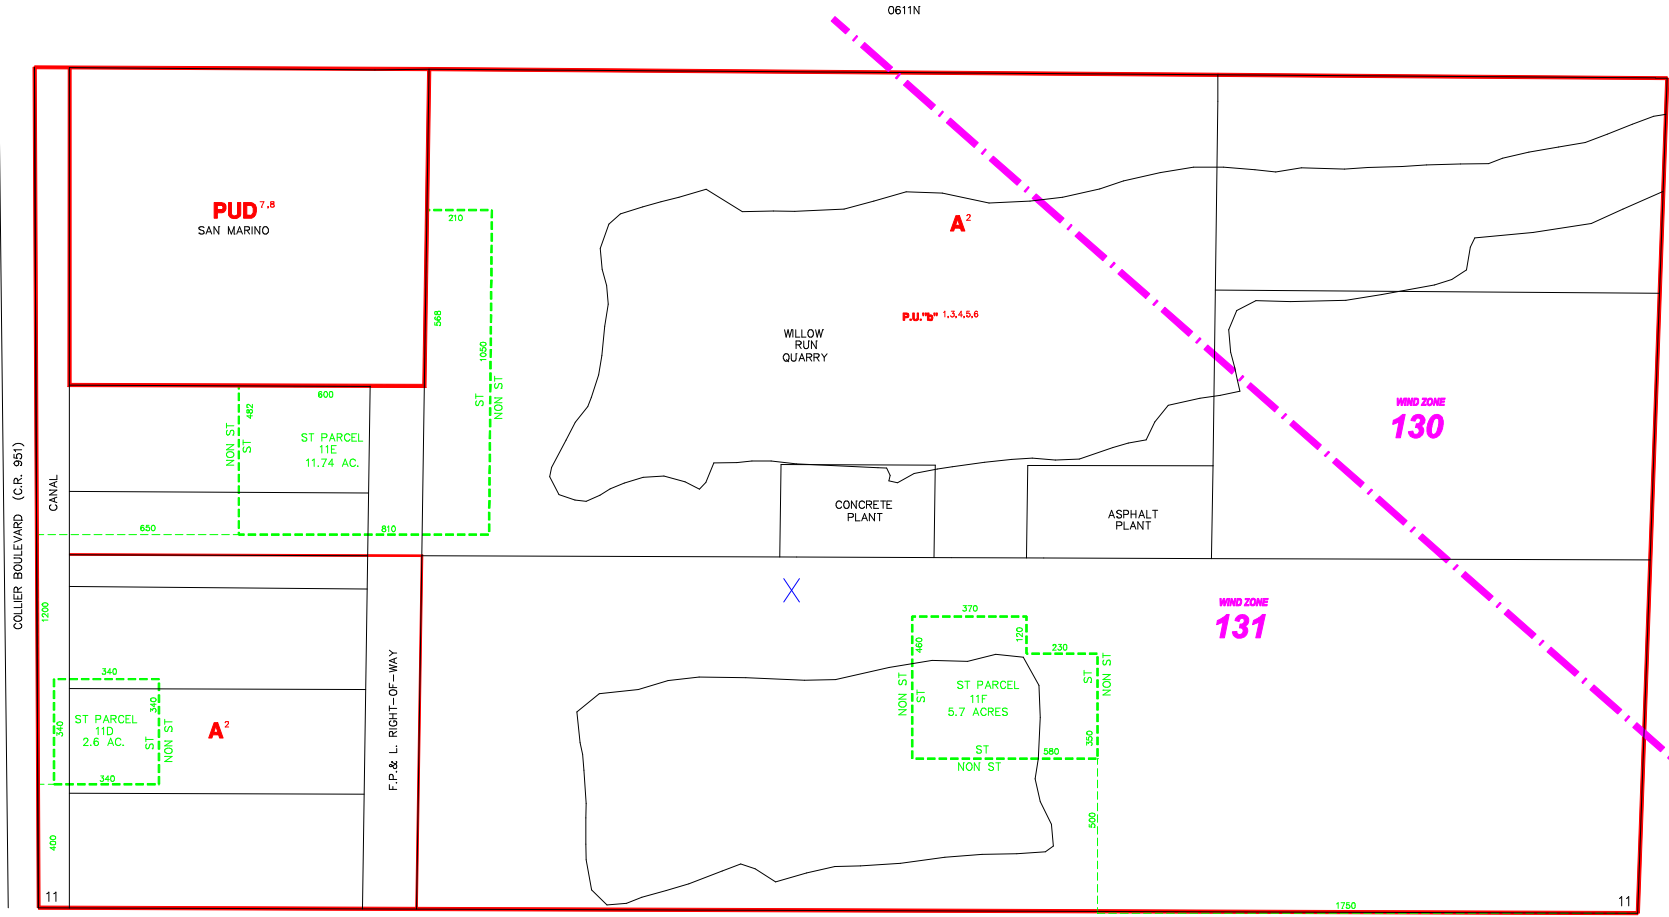 0611N
PUD 7,8
SAN MARINO
210
568
1050
ST
NON ST
A 2
P.U."b" 1,3,4,5,6
WILLOW
RUN
QUARRY
600
482
NON ST
ST
ST PARCEL
11E
11.74 AC.
WIND ZONE
130
COLLIER BOULEVARD (C.R. 951)
CANAL
650
810
CONCRETE
PLANT
ASPHALT
PLANT
X
1200
WIND ZONE
131
370
120
230
460
NON ST
ST
ST PARCEL
11F
5.7 ACRES
ST
NON ST
350
ST
580
NON ST
500
F.P.& L. RIGHT-OF-WAY
340
340
340
ST PARCEL
11D
2.6 AC.
ST
NON ST
340
A 2
400
11
1750
11